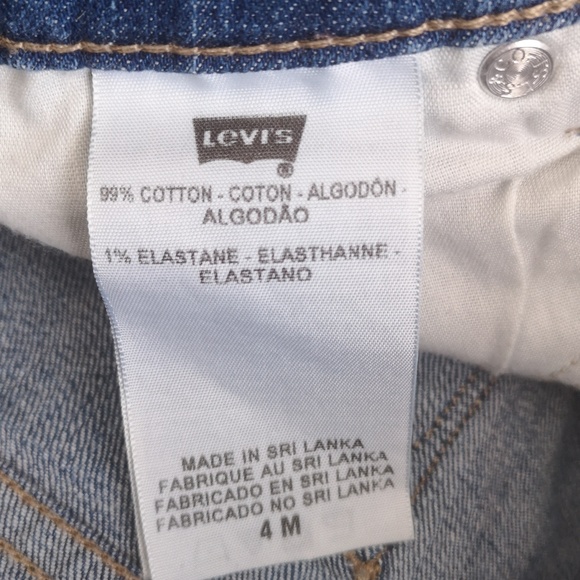 LEVI'S
®
99% COTTON - COTON - ALGODÓN -
ALGODÃO
1% ELASTANE - ELASTHANNE -
ELASTANO
MADE IN SRI LANKA
FABRIQUE AU SRI LANKA
FABRICADO EN SRI LANKA
FABRICADO NO SRI LANKA
4 M